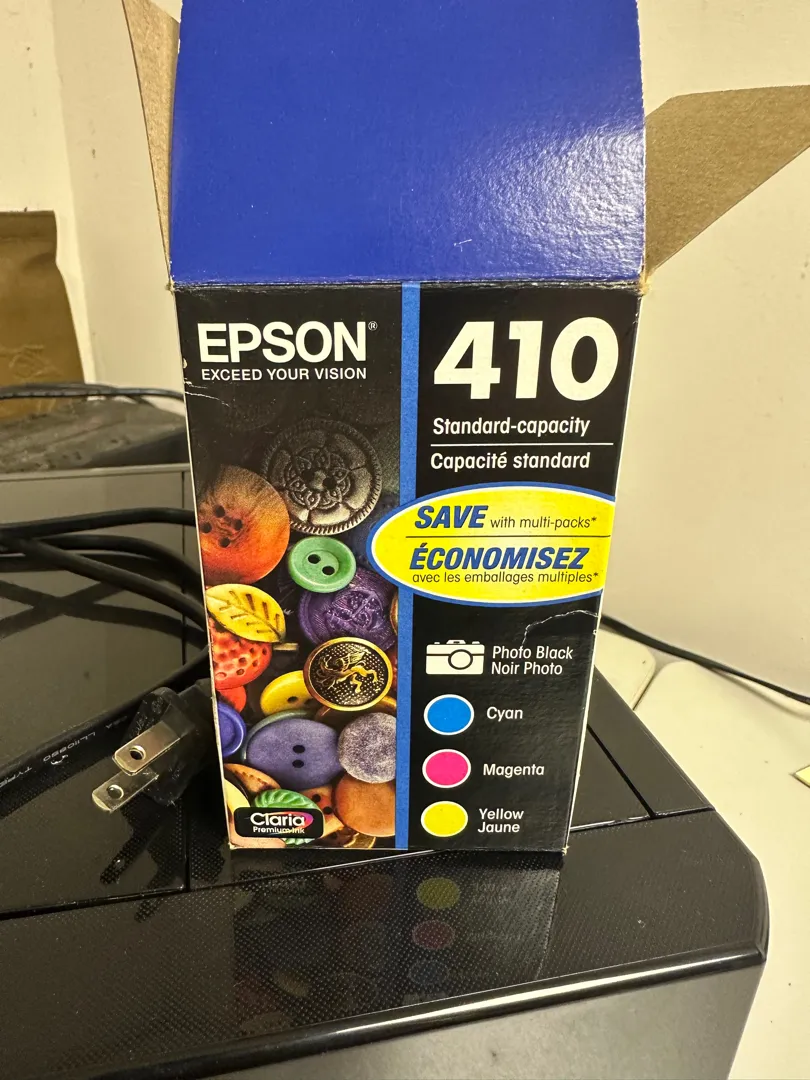 EPSON®
EXCEED YOUR VISION
410
Standard-capacity
Capacité standard
SAVE with multi-packs*
ÉCONOMISEZ
avec les emballages multiples*
Photo Black
Noir Photo
Cyan
Magenta
Yellow
Jaune
Claria
Premium Ink